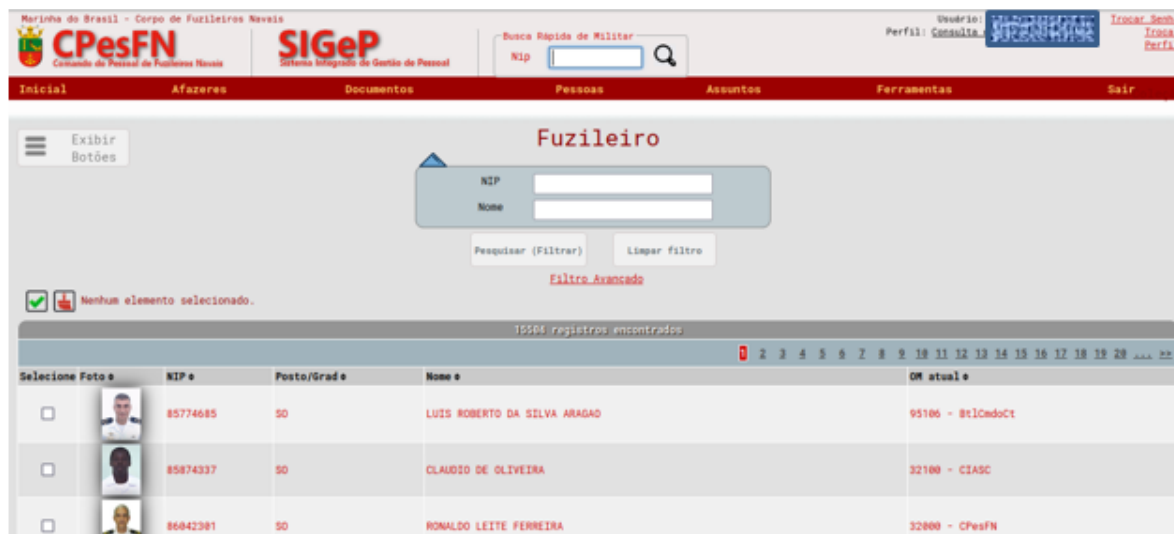 Marinha do Brasil - Corpo de Fuzileiros Navais
CPesFN
Comando do Pessoal de Fuzileiros Navais
SIGeP
Sistema Integrado de Gestão de Pessoal
Busca Rápida de Militar
Nip
Usuário:
Perfil: Consulta
Trocar Senh
Troca
Perfi
Inicial Afazeres Documentos Pessoas Assuntos Ferramentas Sair
Exibir
Botões
Fuzileiro
NIP
Nome
Pesquisar (Filtrar) Limpar filtro
Filtro Avançado
Nenhum elemento selecionado.
registros encontrados
1 2 3 4 5 6 7 8 9 10 11 12 13 14 15 16 17 18 19 20 ... >>
Selecione Foto NIP Posto/Grad Nome OM atual
85774685 SO LUIS ROBERTO DA SILVA ARAGAO 95106 - BtlCmdoCt
85874337 SO CLAUDIO DE OLIVEIRA 32100 - CIASC
86042301 SO RONALDO LEITE FERREIRA 32000 - CPesFN